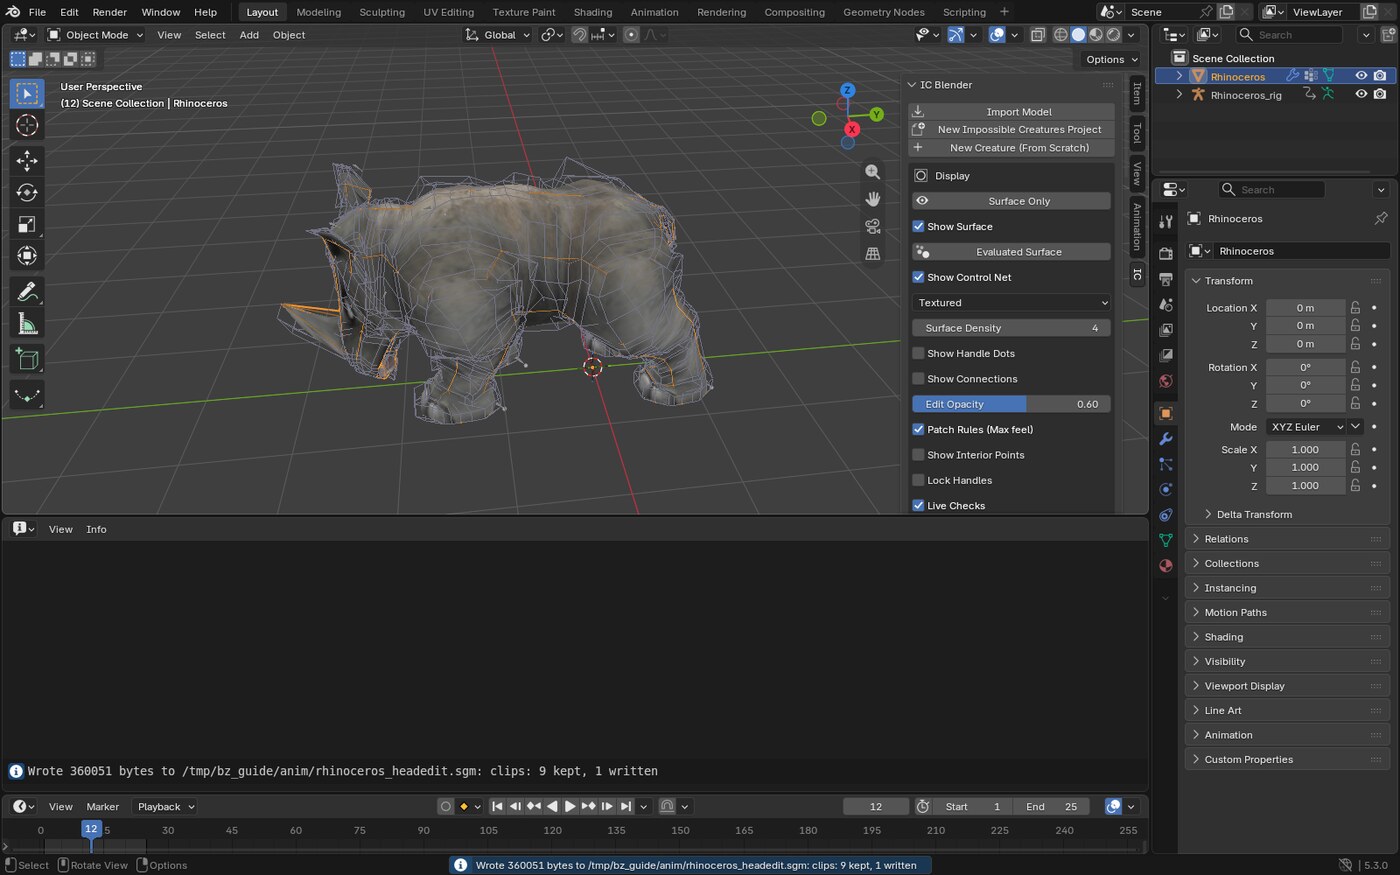 File Edit Render Window Help Layout Modeling Sculpting UV Editing Texture Paint Shading Animation Rendering Compositing Geometry Nodes Scripting + Scene ViewLayer
Object Mode View Select Add Object Global Search
Options
User Perspective
(12) Scene Collection | Rhinoceros
Z
Y
X
IC Blender
Import Model
New Impossible Creatures Project
New Creature (From Scratch)
Display
Surface Only
Show Surface
Evaluated Surface
Show Control Net
Textured
Surface Density 4
Show Handle Dots
Show Connections
Edit Opacity 0.60
Patch Rules (Max feel)
Show Interior Points
Lock Handles
Live Checks
Item
Tool
View
Animation
IC
Scene Collection
Rhinoceros
Rhinoceros_rig
Search
Rhinoceros
Rhinoceros
Transform
Location X 0 m
Y 0 m
Z 0 m
Rotation X 0°
Y 0°
Z 0°
Mode XYZ Euler
Scale X 1.000
Y 1.000
Z 1.000
Delta Transform
Relations
Collections
Instancing
Motion Paths
Shading
Visibility
Viewport Display
Line Art
Animation
Custom Properties
View Info
Wrote 360051 bytes to /tmp/bz_guide/anim/rhinoceros_headedit.sgm: clips: 9 kept, 1 written
View Marker Playback 12 Start 1 End 25
0 12 5 30 45 60 75 90 105 120 135 150 165 180 195 210 225 240 255
Select Rotate View Options Wrote 360051 bytes to /tmp/bz_guide/anim/rhinoceros_headedit.sgm: clips: 9 kept, 1 written 5.3.0